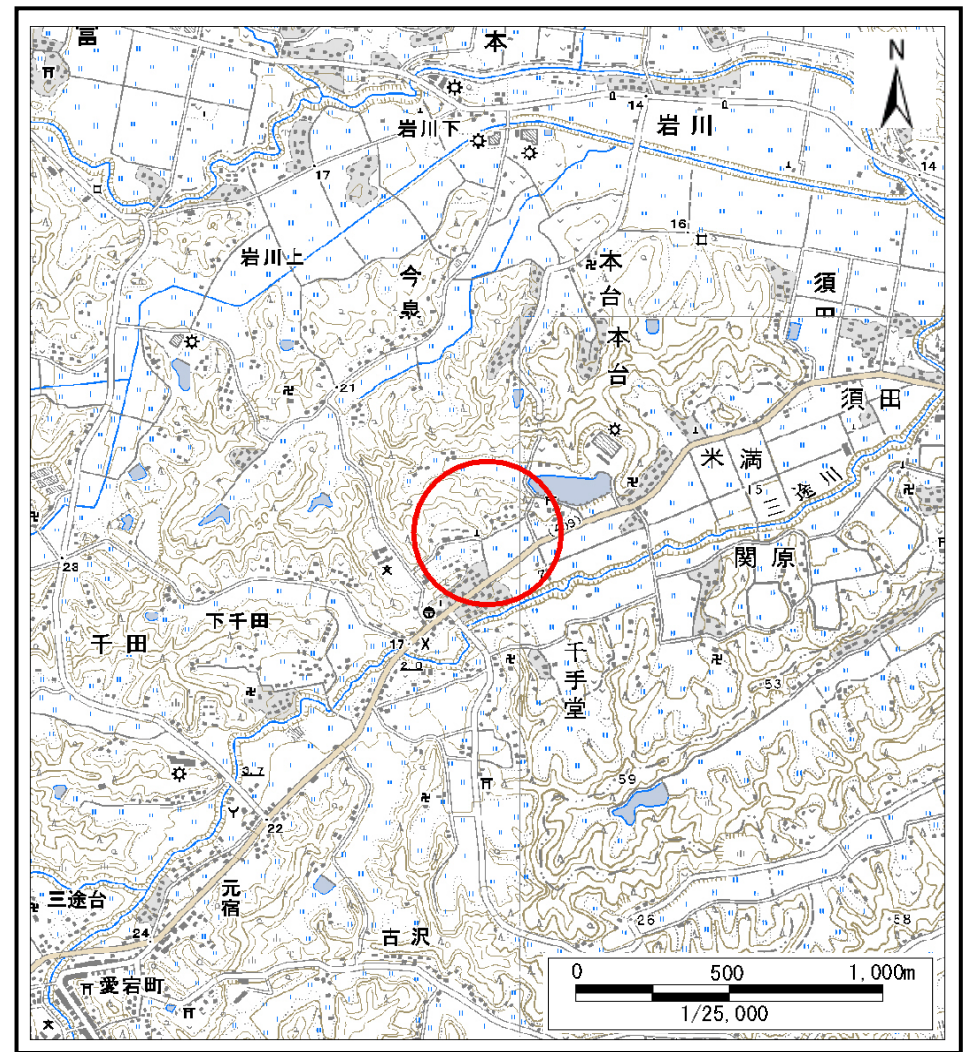 富
本
N
岩川下
14
岩川
17
14
岩川上
今泉
16
本台
須田
本台
21
須田
米満
15
三途川
関原
23
下千田
千田
17
2.0
千手堂
53
59
3.7
22
三途台
元宿
26
58
24
古沢
愛宕町
0 500 1,000m
1/25,000